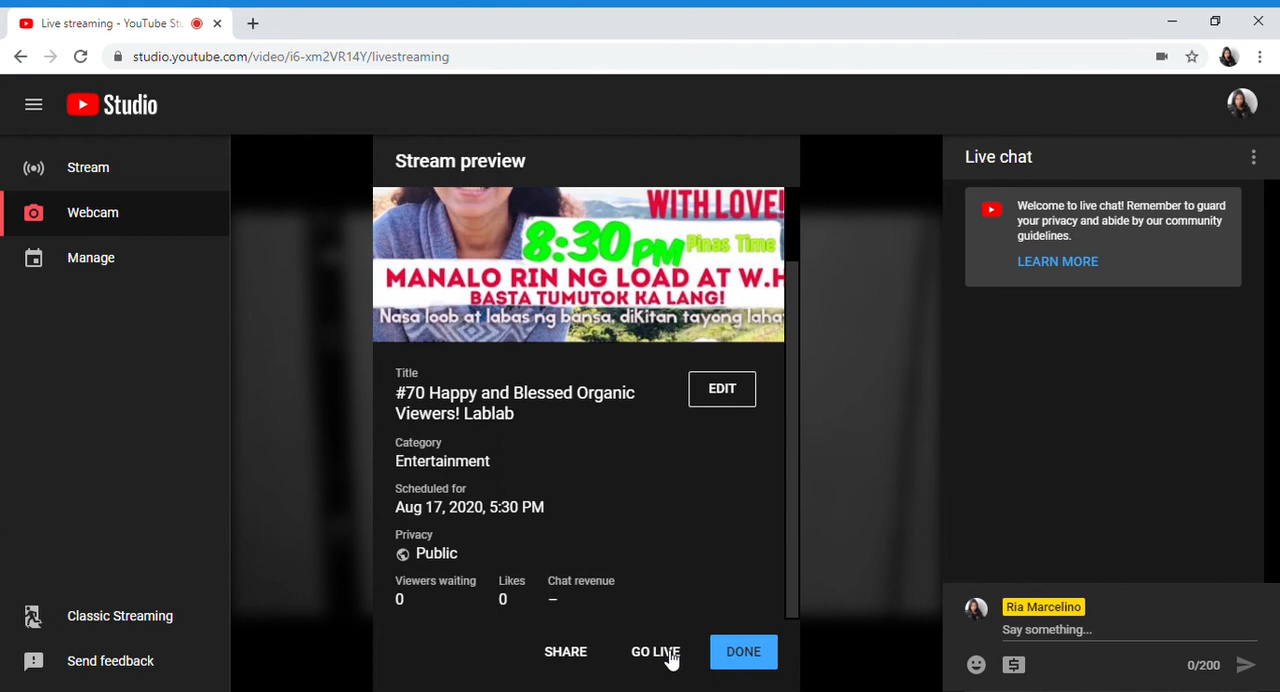 Live streaming - YouTube Stu
studio.youtube.com/video/i6-xm2VR14Y/livestreaming
Studio
Stream
Webcam
Manage
Classic Streaming
Send feedback
Stream preview
WITH LOVE!
8:30PM Pinas Time
MANALO RIN NG LOAD AT W.H
BASTA TUMUTOK KA LANG!
Nasa loob at labas ng bansa, dikitan tayong laha
Title
#70 Happy and Blessed Organic
Viewers! Lablab
EDIT
Category
Entertainment
Scheduled for
Aug 17, 2020, 5:30 PM
Privacy
Public
Viewers waiting Likes Chat revenue
0 0 –
SHARE GO LIVE DONE
Live chat
Welcome to live chat! Remember to guard
your privacy and abide by our community
guidelines.
LEARN MORE
Ria Marcelino
Say something...
0/200